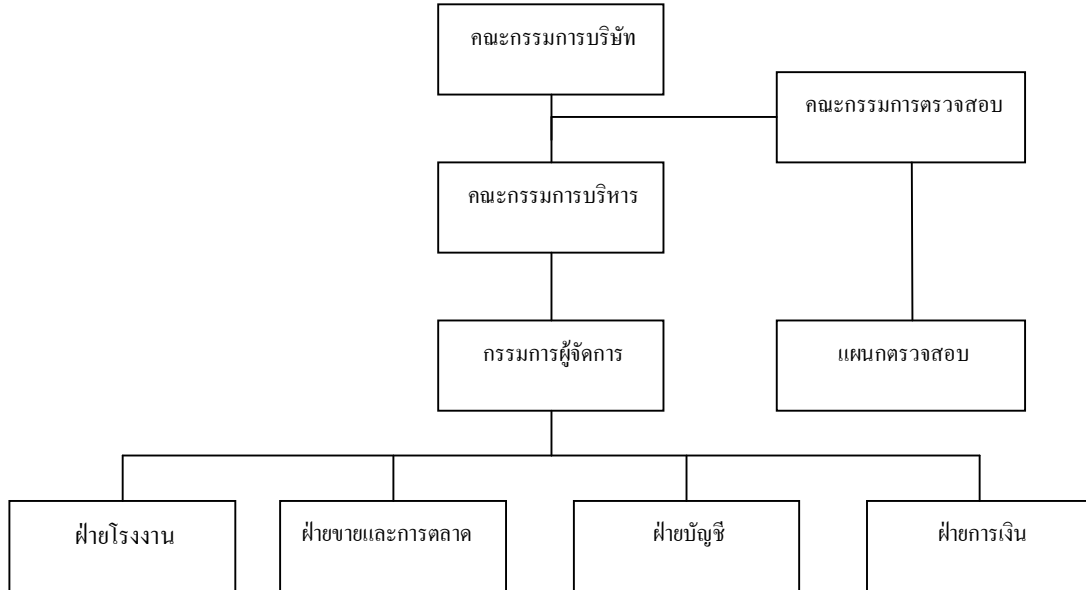 คณะกรรมการบริษัท
คณะกรรมการตรวจสอบ
คณะกรรมการบริหาร
กรรมการผู้จัดการ
แผนกตรวจสอบ
ฝ่ายโรงงาน
ฝ่ายขายและการตลาด
ฝ่ายบัญชี
ฝ่ายการเงิน